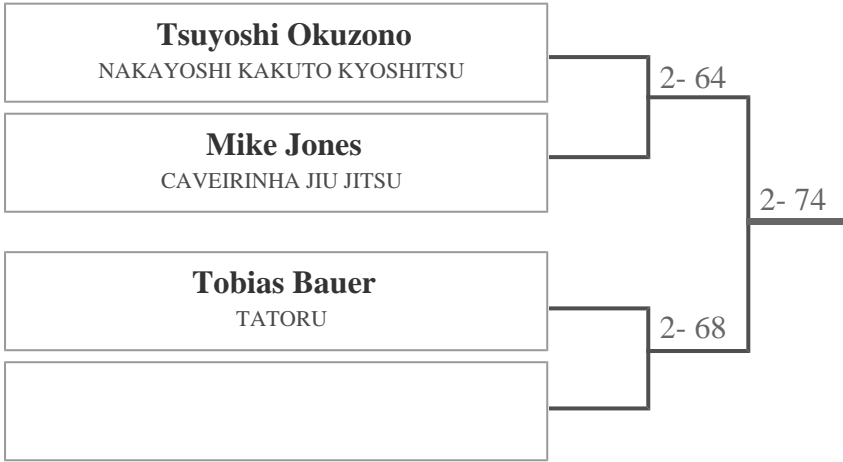 Tsuyoshi Okuzono
NAKAYOSHI KAKUTO KYOSHITSU
2- 64
Mike Jones
CAVEIRINHA JIU JITSU
2- 74
Tobias Bauer
TATORU
2- 68